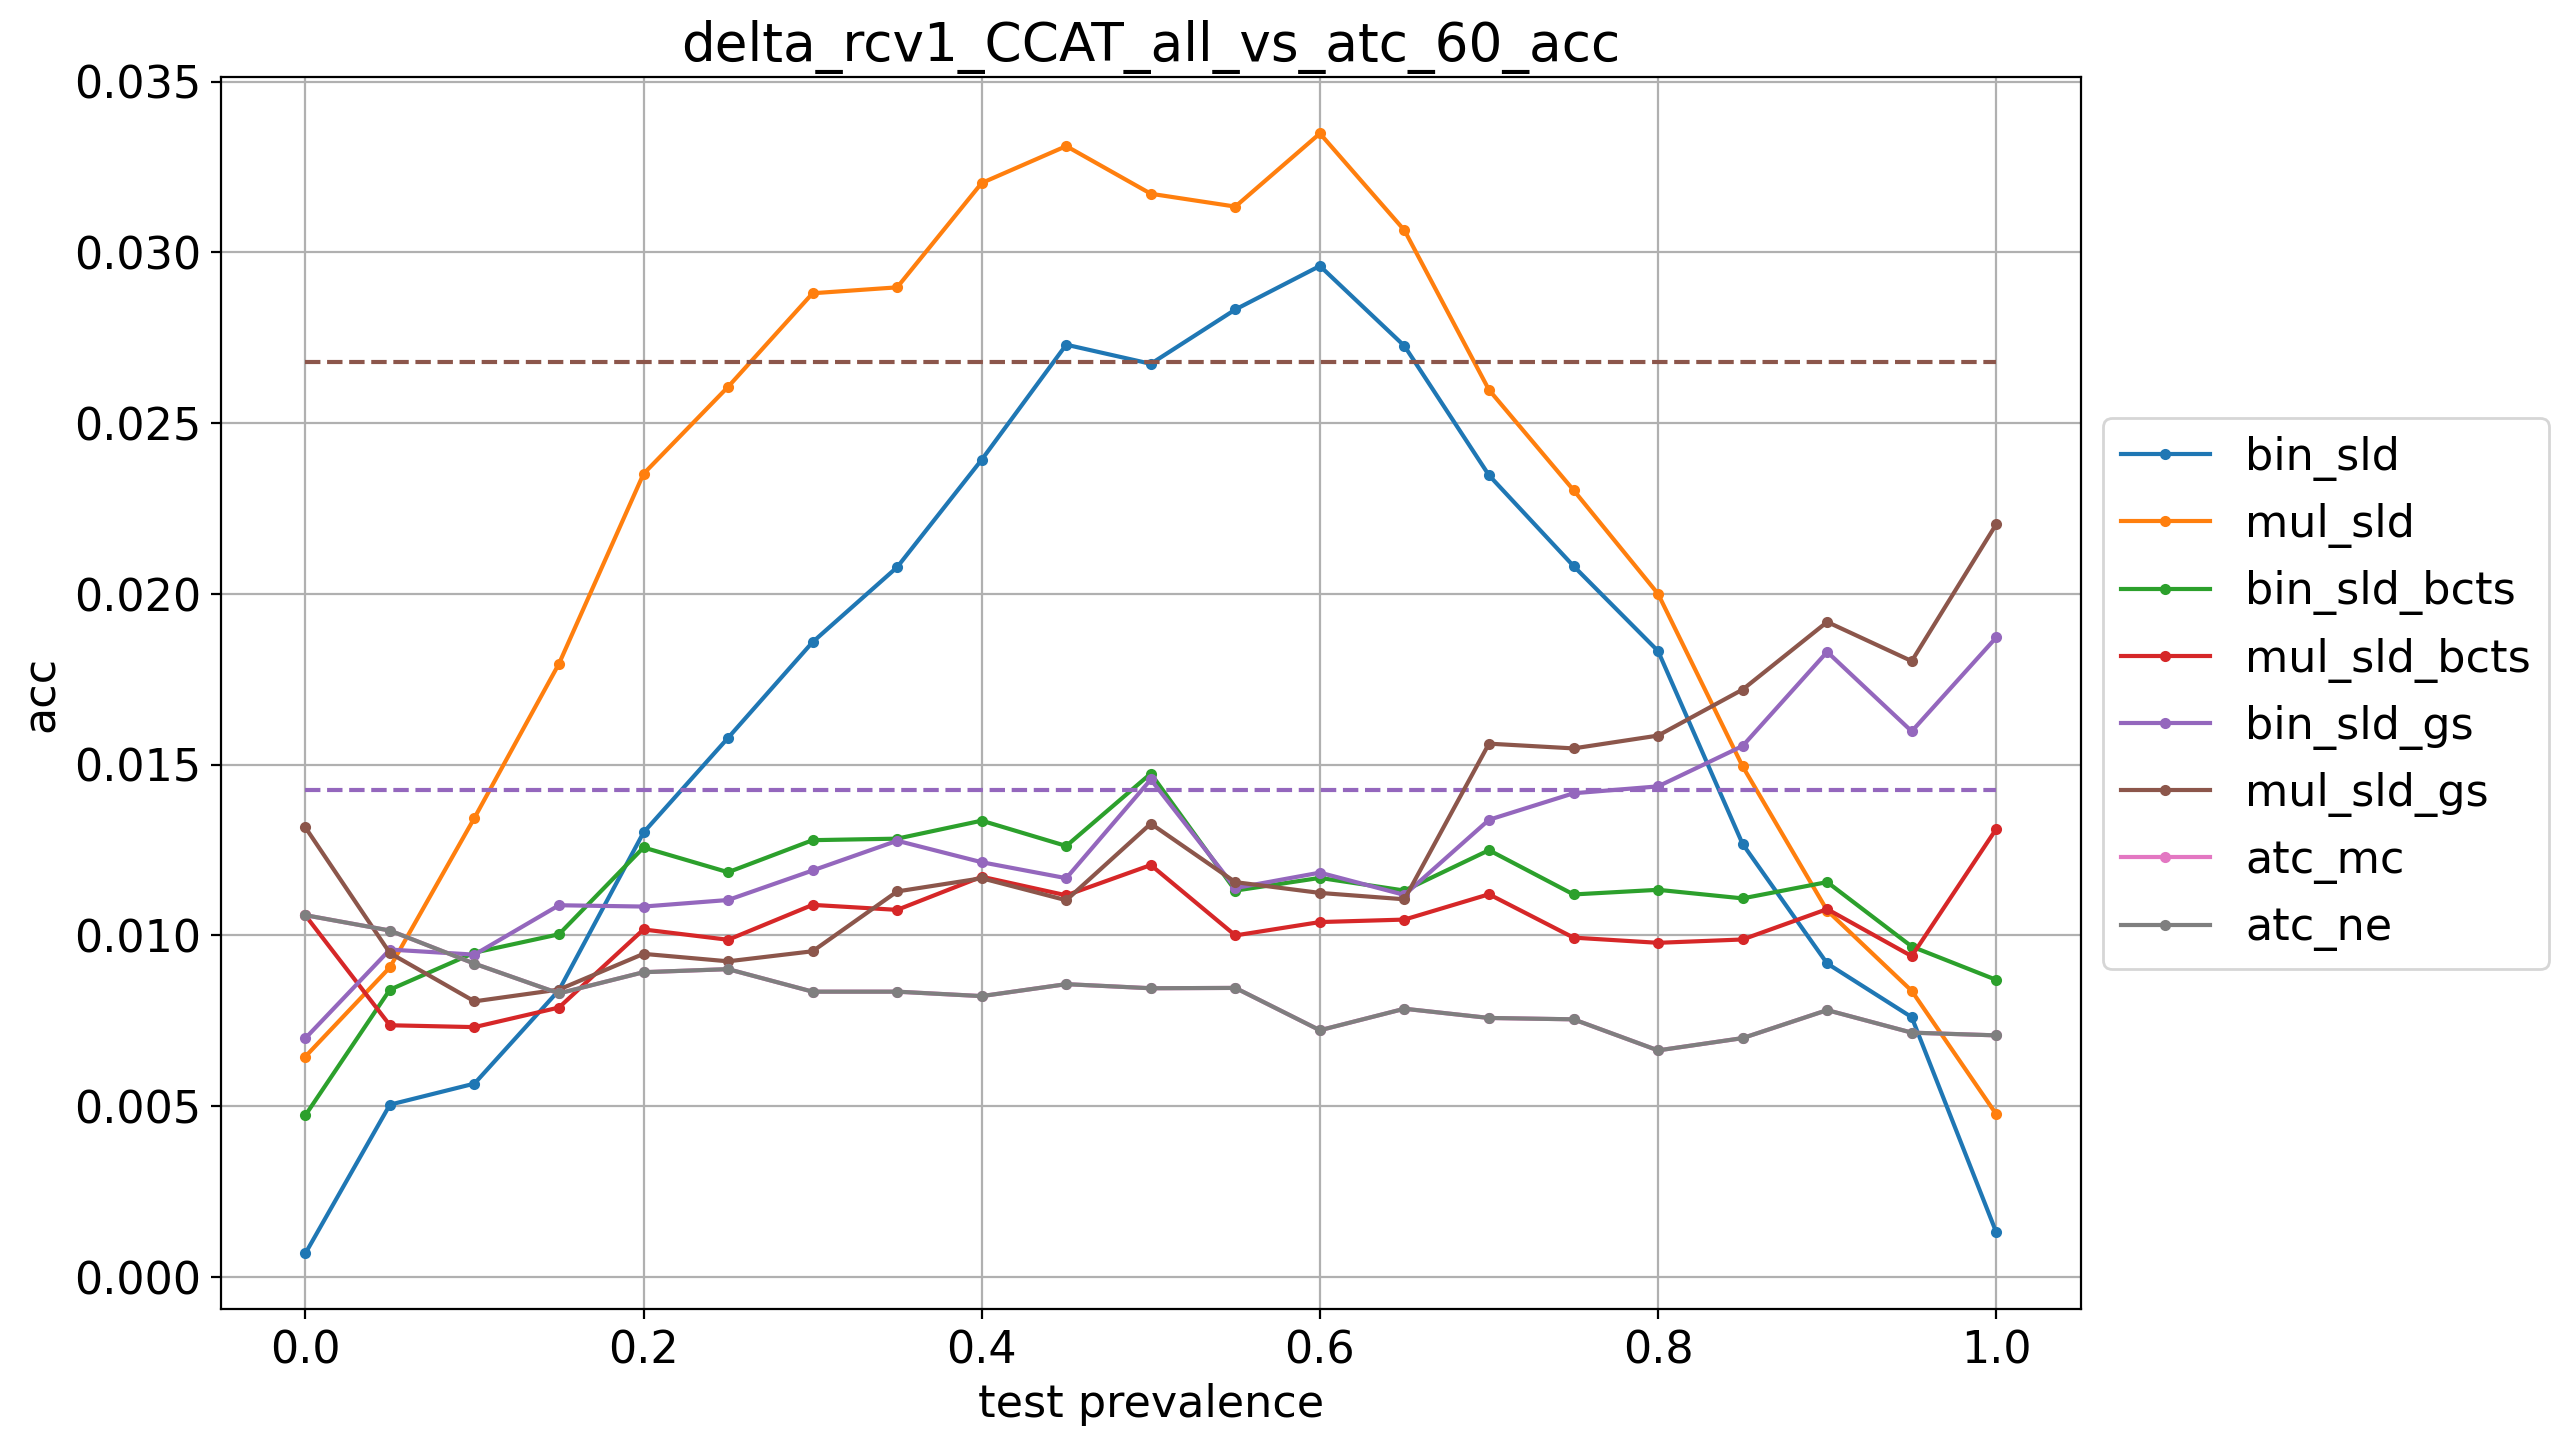 delta_rcv1_CCAT_all_vs_atc_60_acc
0.035
0.030
0.025
0.020
0.015
0.010
0.005
0.000
acc
0.0 0.2 0.4 0.6 0.8 1.0
test prevalence
bin_sld
mul_sld
bin_sld_bcts
mul_sld_bcts
bin_sld_gs
mul_sld_gs
atc_mc
atc_ne